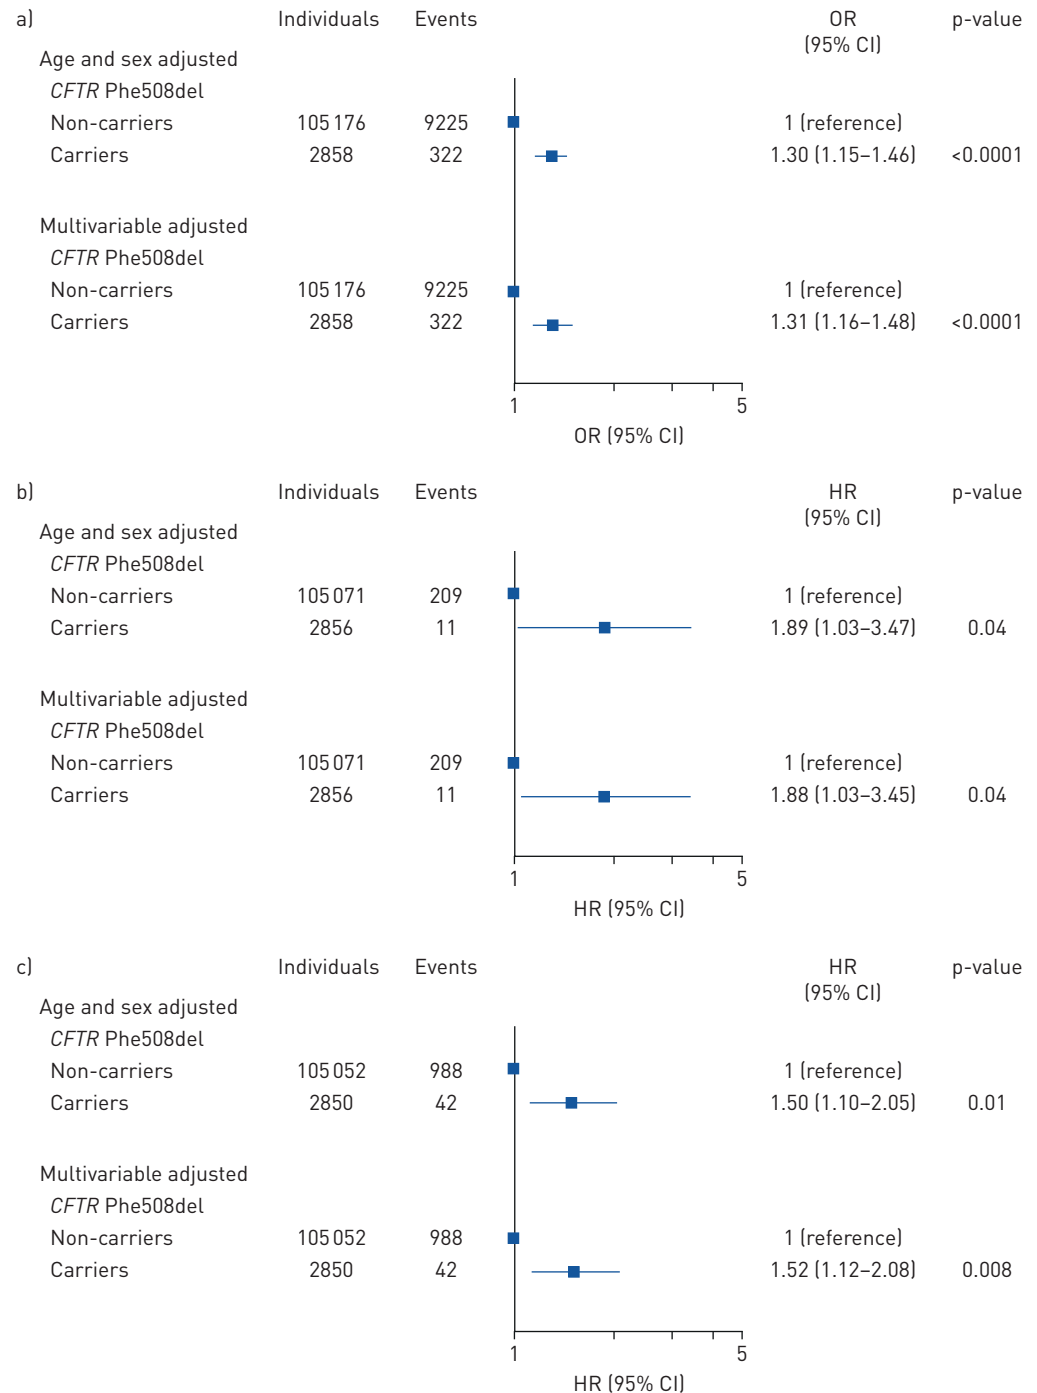 a) Individuals Events OR p-value
(95% CI)
Age and sex adjusted
CFTR Phe508del
Non-carriers 105 176 9225 1 (reference)
Carriers 2858 322 1.30 (1.15–1.46) <0.0001
Multivariable adjusted
CFTR Phe508del
Non-carriers 105 176 9225 1 (reference)
Carriers 2858 322 1.31 (1.16–1.48) <0.0001
1 5
OR (95% CI)
b) Individuals Events HR p-value
(95% CI)
Age and sex adjusted
CFTR Phe508del
Non-carriers 105 071 209 1 (reference)
Carriers 2856 11 1.89 (1.03–3.47) 0.04
Multivariable adjusted
CFTR Phe508del
Non-carriers 105 071 209 1 (reference)
Carriers 2856 11 1.88 (1.03–3.45) 0.04
1 5
HR (95% CI)
c) Individuals Events HR p-value
(95% CI)
Age and sex adjusted
CFTR Phe508del
Non-carriers 105 052 988 1 (reference)
Carriers 2850 42 1.50 (1.10–2.05) 0.01
Multivariable adjusted
CFTR Phe508del
Non-carriers 105 052 988 1 (reference)
Carriers 2850 42 1.52 (1.12–2.08) 0.008
1 5
HR (95% CI)